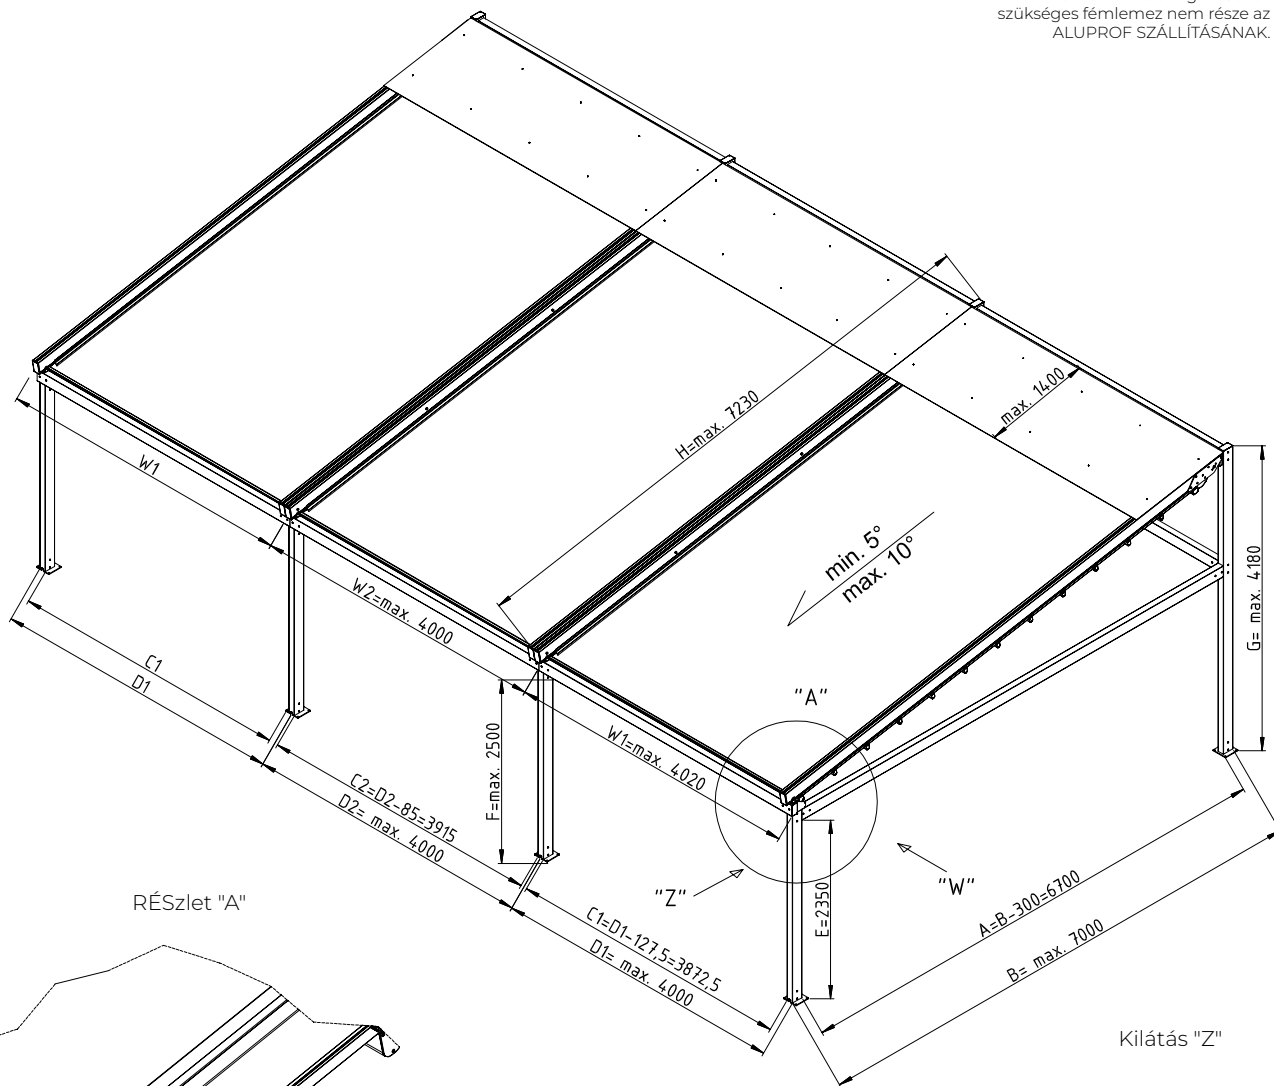 szükséges fémlemez nem része az
ALUPROF SZÁLLÍTÁSÁNAK.
max. 1400
H=max. 7230
W1
min. 5°
max. 10°
G= max. 4180
W2=max. 4000
C1
D1
"A"
W1=max. 4020
F=max. 2500
C2=D2-85=3915
D2= max. 4000
"Z"
"W"
E=2350
RÉSzlet "A"
A=B-300=6700
B= max. 7000
C1=D1-127,5=3872,5
D1= max. 4000
Kilátás "Z"